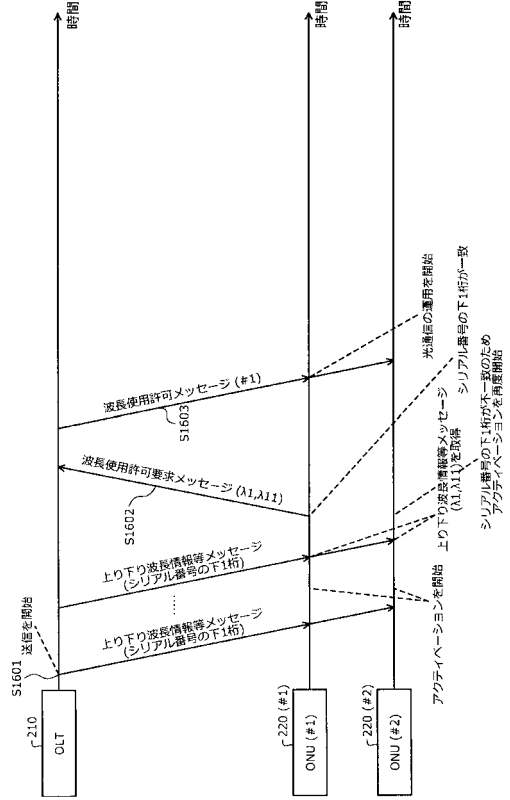 時間
時間
時間
210
OLT
S1601
送信を開始
上り下り波長情報等メッセージ
(シリアル番号の下1桁)
上り下り波長情報等メッセージ
(シリアル番号の下1桁)
波長使用許可要求メッセージ (λ1,λ11)
S1602
波長使用許可メッセージ (#1)
S1603
220 (#1)
ONU (#1)
220 (#2)
ONU (#2)
アクティベーションを開始
上り下り波長情報等メッセージ
(λ1,λ11)を取得
シリアル番号の下1桁が不一致のため
アクティベーションを再度開始
シリアル番号の下1桁が一致
光通信の運用を開始